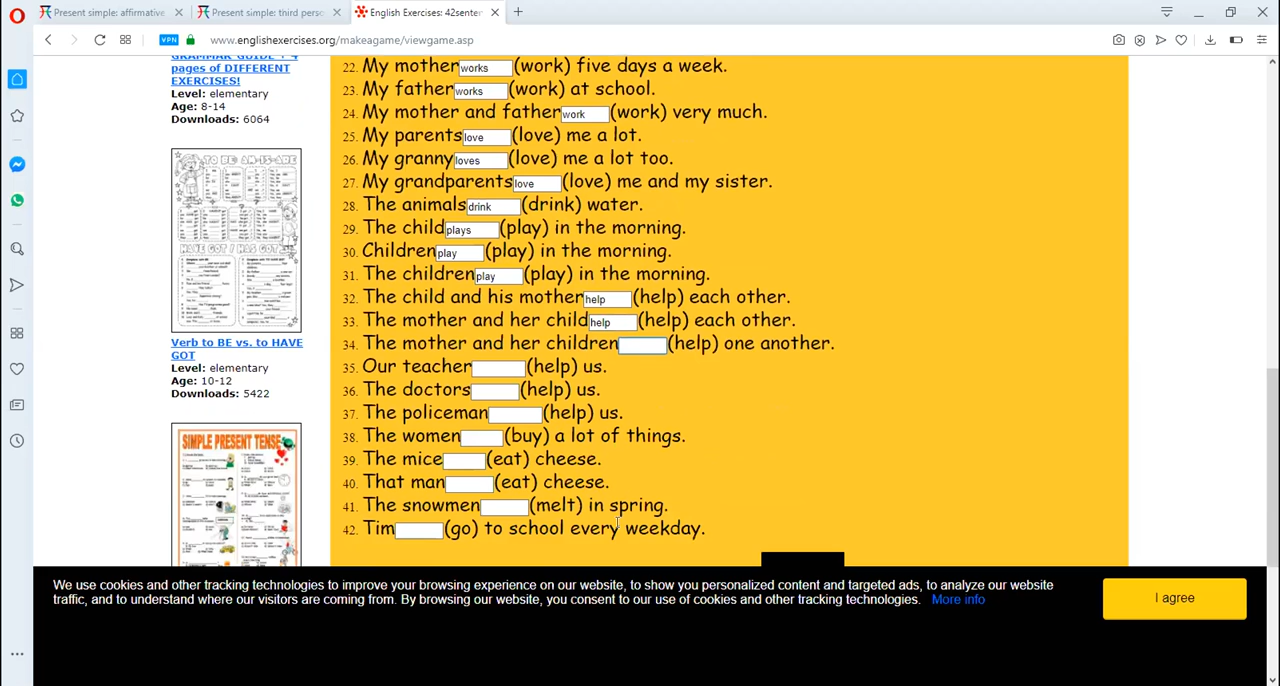 Present simple: affirmative
Present simple: third perso
English Exercises: 42senten
VPN
www.englishexercises.org/makeagame/viewgame.asp
GRAMMAR GUIDE + 4
pages of DIFFERENT
EXERCISES!
Level: elementary
Age: 8-14
Downloads: 6064
TO BE: AM-IS-ARE
HAVE GOT / HAS GOT
Verb to BE vs. to HAVE
GOT
Level: elementary
Age: 10-12
Downloads: 5422
SIMPLE PRESENT TENSE
22. My mother works (work) five days a week.
23. My father works (work) at school.
24. My mother and father work (work) very much.
25. My parents love (love) me a lot.
26. My granny loves (love) me a lot too.
27. My grandparents love (love) me and my sister.
28. The animals drink (drink) water.
29. The child plays (play) in the morning.
30. Children play (play) in the morning.
31. The children play (play) in the morning.
32. The child and his mother help (help) each other.
33. The mother and her child help (help) each other.
34. The mother and her children (help) one another.
35. Our teacher (help) us.
36. The doctors (help) us.
37. The policeman (help) us.
38. The women (buy) a lot of things.
39. The mice (eat) cheese.
40. That man (eat) cheese.
41. The snowmen (melt) in spring.
42. Tim (go) to school every weekday.
We use cookies and other tracking technologies to improve your browsing experience on our website, to show you personalized content and targeted ads, to analyze our website
traffic, and to understand where our visitors are coming from. By browsing our website, you consent to our use of cookies and other tracking technologies. More info
I agree